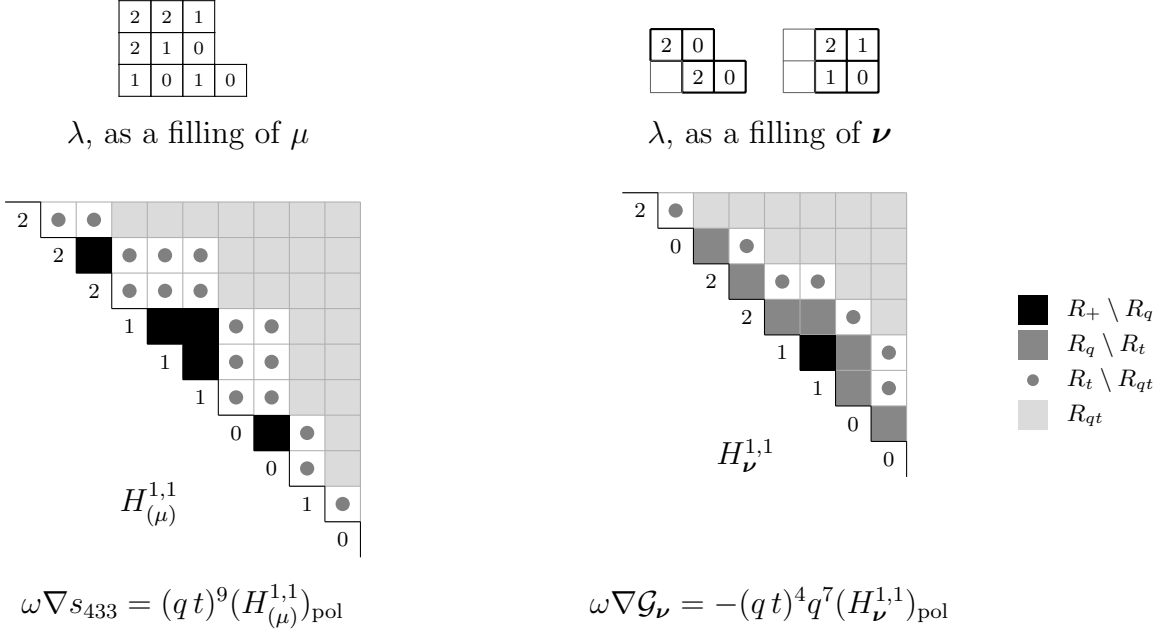 2 2 1
2 1 0
1 0 1 0
λ, as a filling of μ
2 0
2 0
2 1
1 0
λ, as a filling of 𝝂
2
2
2
1
1
1
0
0
1
0
H^{1,1}_{(μ)}
2
0
2
2
1
1
0
0
H^{1,1}_{𝝂}
R_+ \ R_q
R_q \ R_t
R_t \ R_{qt}
R_{qt}
ω∇s_{433} = (q t)^9(H^{1,1}_{(μ)})_{pol}
ω∇𝓖_𝝂 = −(q t)^4q^7(H^{1,1}_𝝂)_{pol}